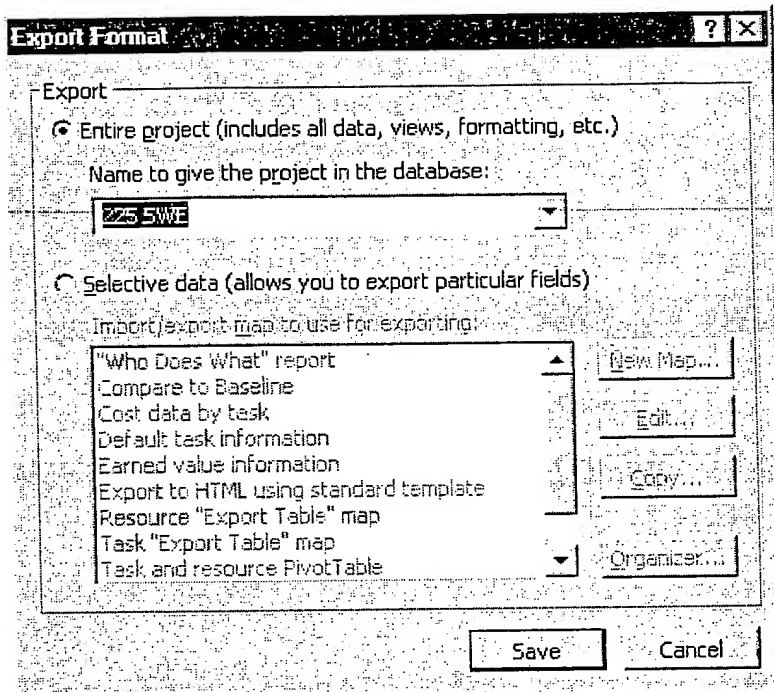 Export Format
Export
Entire project (includes all data, views, formatting, etc.)
Name to give the project in the database:
225 5WE
Selective data (allows you to export particular fields)
Import/export map to use for exporting:
"Who Does What" report
Compare to Baseline
Cost data by task
Default task information
Earned value information
Export to HTML using standard template
Resource "Export Table" map
Task "Export Table" map
Task and resource PivotTable
New Map...
Edit...
Copy...
Organizer...
Save
Cancel